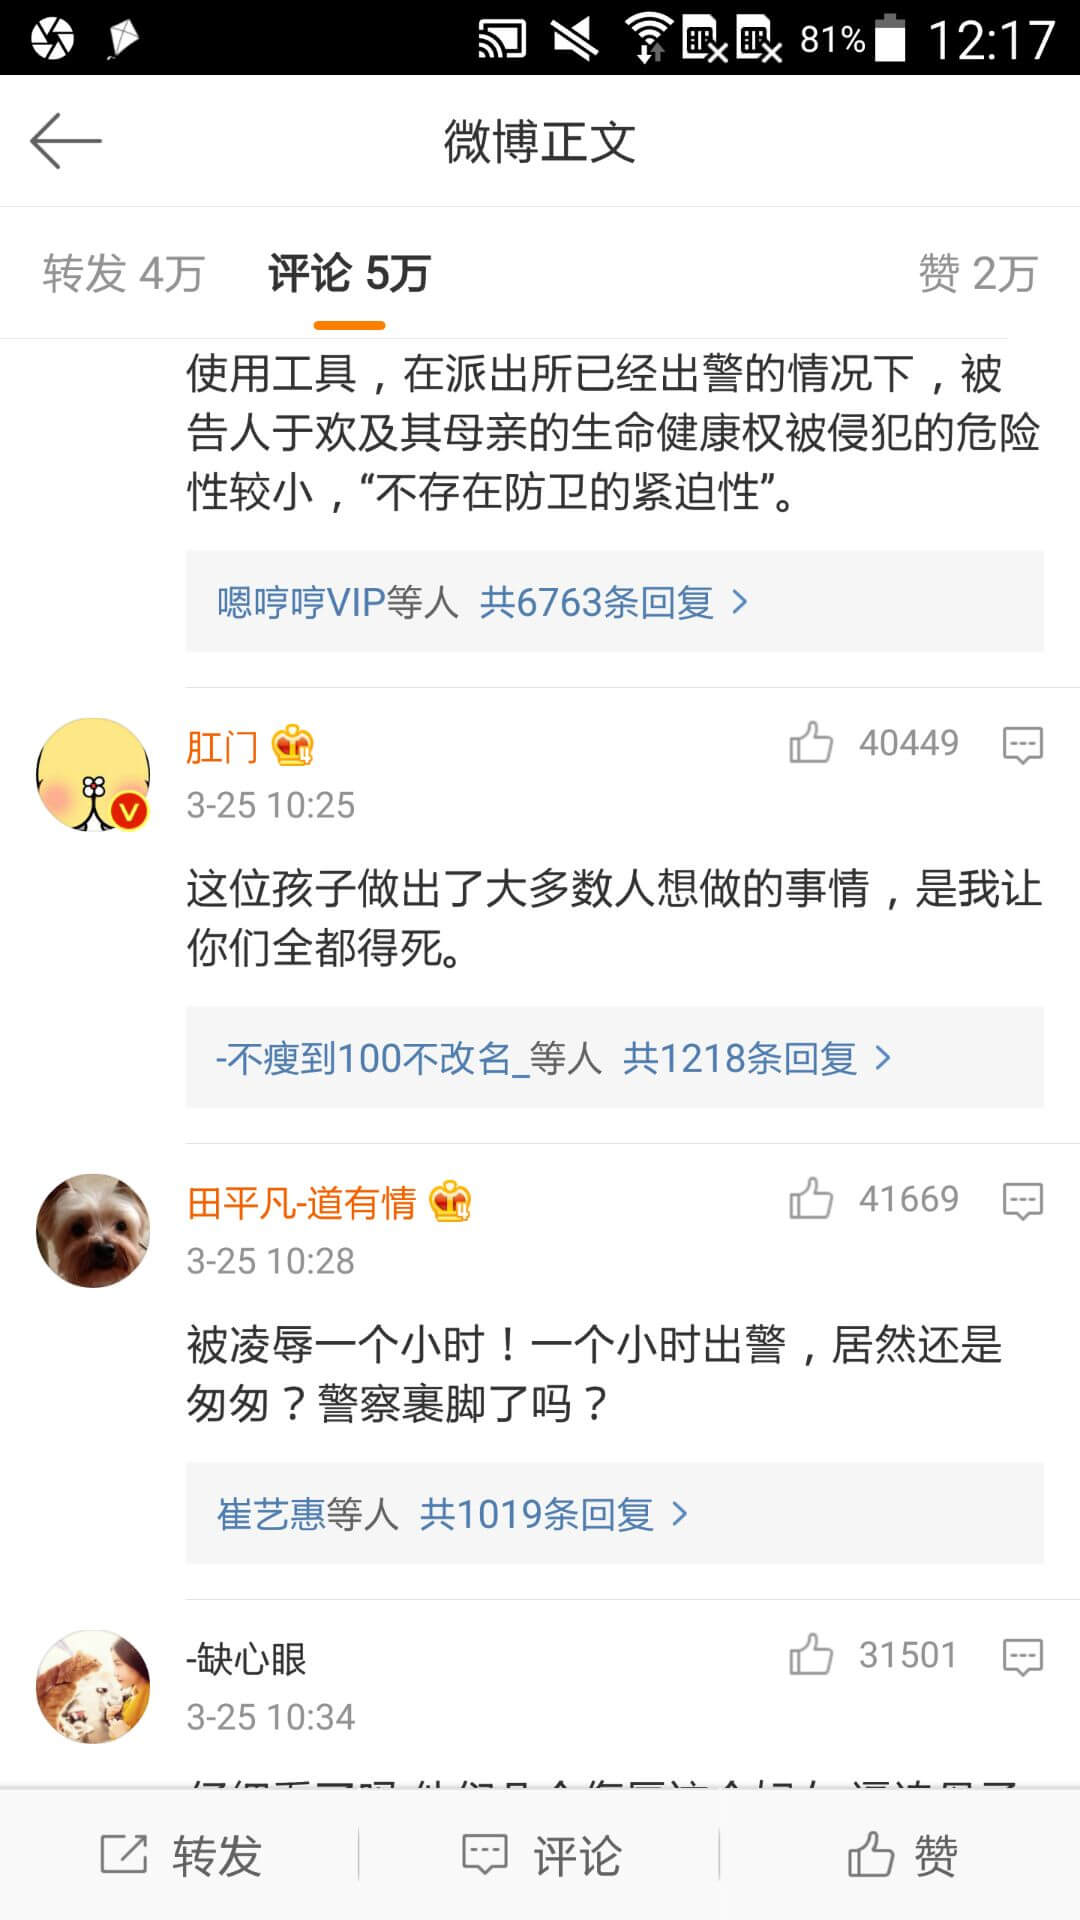 81% 12:17
微博正文
转发 4万 评论 5万 赞 2万
使用工具，在派出所已经出警的情况下，被
告人于欢及其母亲的生命健康权被侵犯的危险
性较小，“不存在防卫的紧迫性”。
嗯哼哼VIP等人 共6763条回复 >
肛门 40449
3-25 10:25
这位孩子做出了大多数人想做的事情，是我让
你们全都得死。
-不瘦到100不改名_等人 共1218条回复 >
田平凡-道有情 41669
3-25 10:28
被凌辱一个小时！一个小时出警，居然还是
匆匆？警察裹脚了吗？
崔艺惠等人 共1019条回复 >
-缺心眼 31501
3-25 10:34
转发 评论 赞